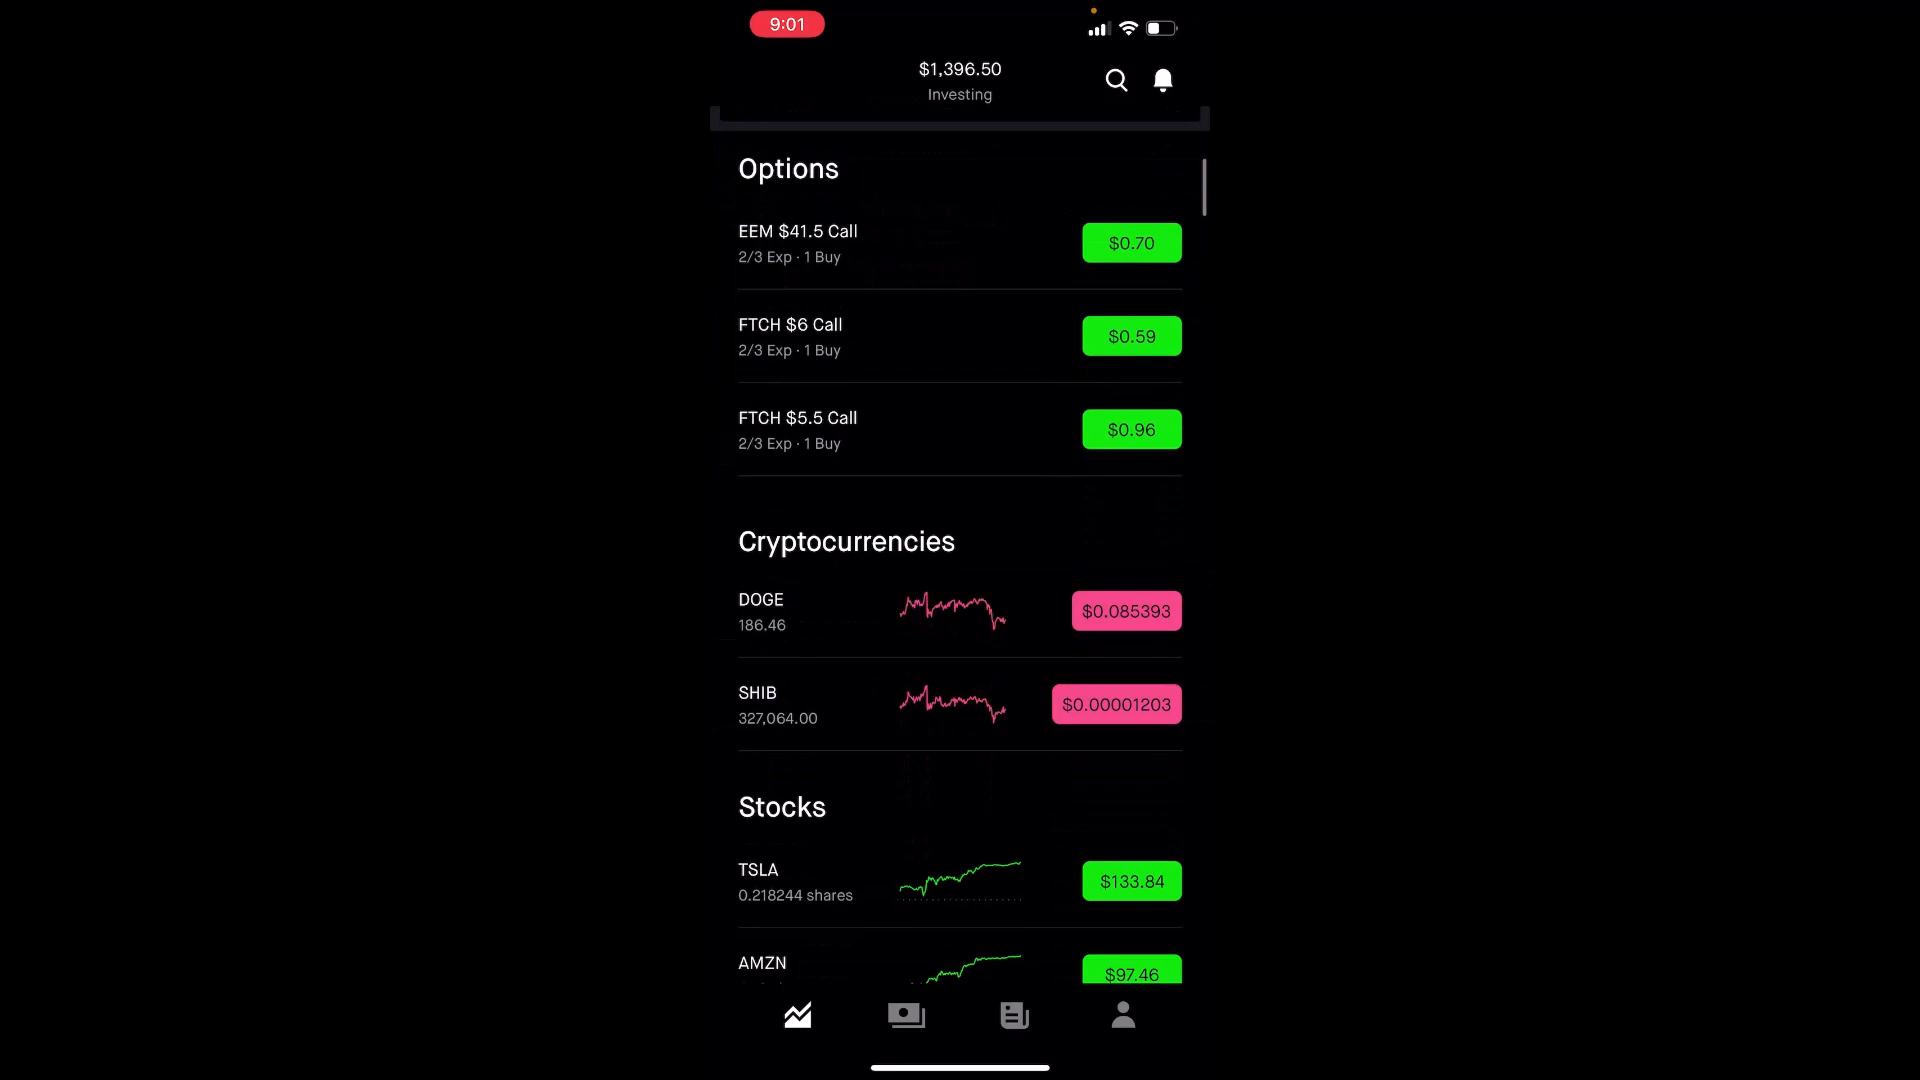 9:01
$1,396.50
Investing
Options
EEM $41.5 Call
2/3 Exp · 1 Buy
$0.70
FTCH $6 Call
2/3 Exp · 1 Buy
$0.59
FTCH $5.5 Call
2/3 Exp · 1 Buy
$0.96
Cryptocurrencies
DOGE
186.46
$0.085393
SHIB
327,064.00
$0.00001203
Stocks
TSLA
0.218244 shares
$133.84
AMZN
$97.46